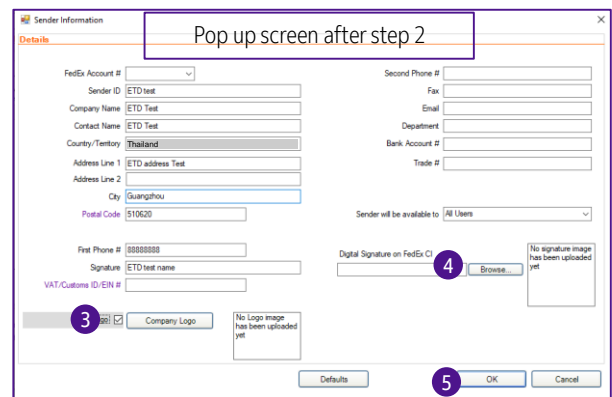 Sender Information
Pop up screen after step 2
Details
FedEx Account #
Sender ID ETD test
Company Name ETD Test
Contact Name ETD Test
Country/Territory Thailand
Address Line 1 ETD address Test
Address Line 2
City Guangzhou
Postal Code 510620
First Phone # 88888888
Signature ETD test name
VAT/Customs ID/EIN #
3
Company Logo
No Logo image
has been uploaded
yet
Second Phone #
Fax
Email
Department
Bank Account #
Trade #
Sender will be available to All Users
Digital Signature on FedEx CI
4
Browse...
No signature image
has been uploaded
yet
Defaults
5
OK
Cancel